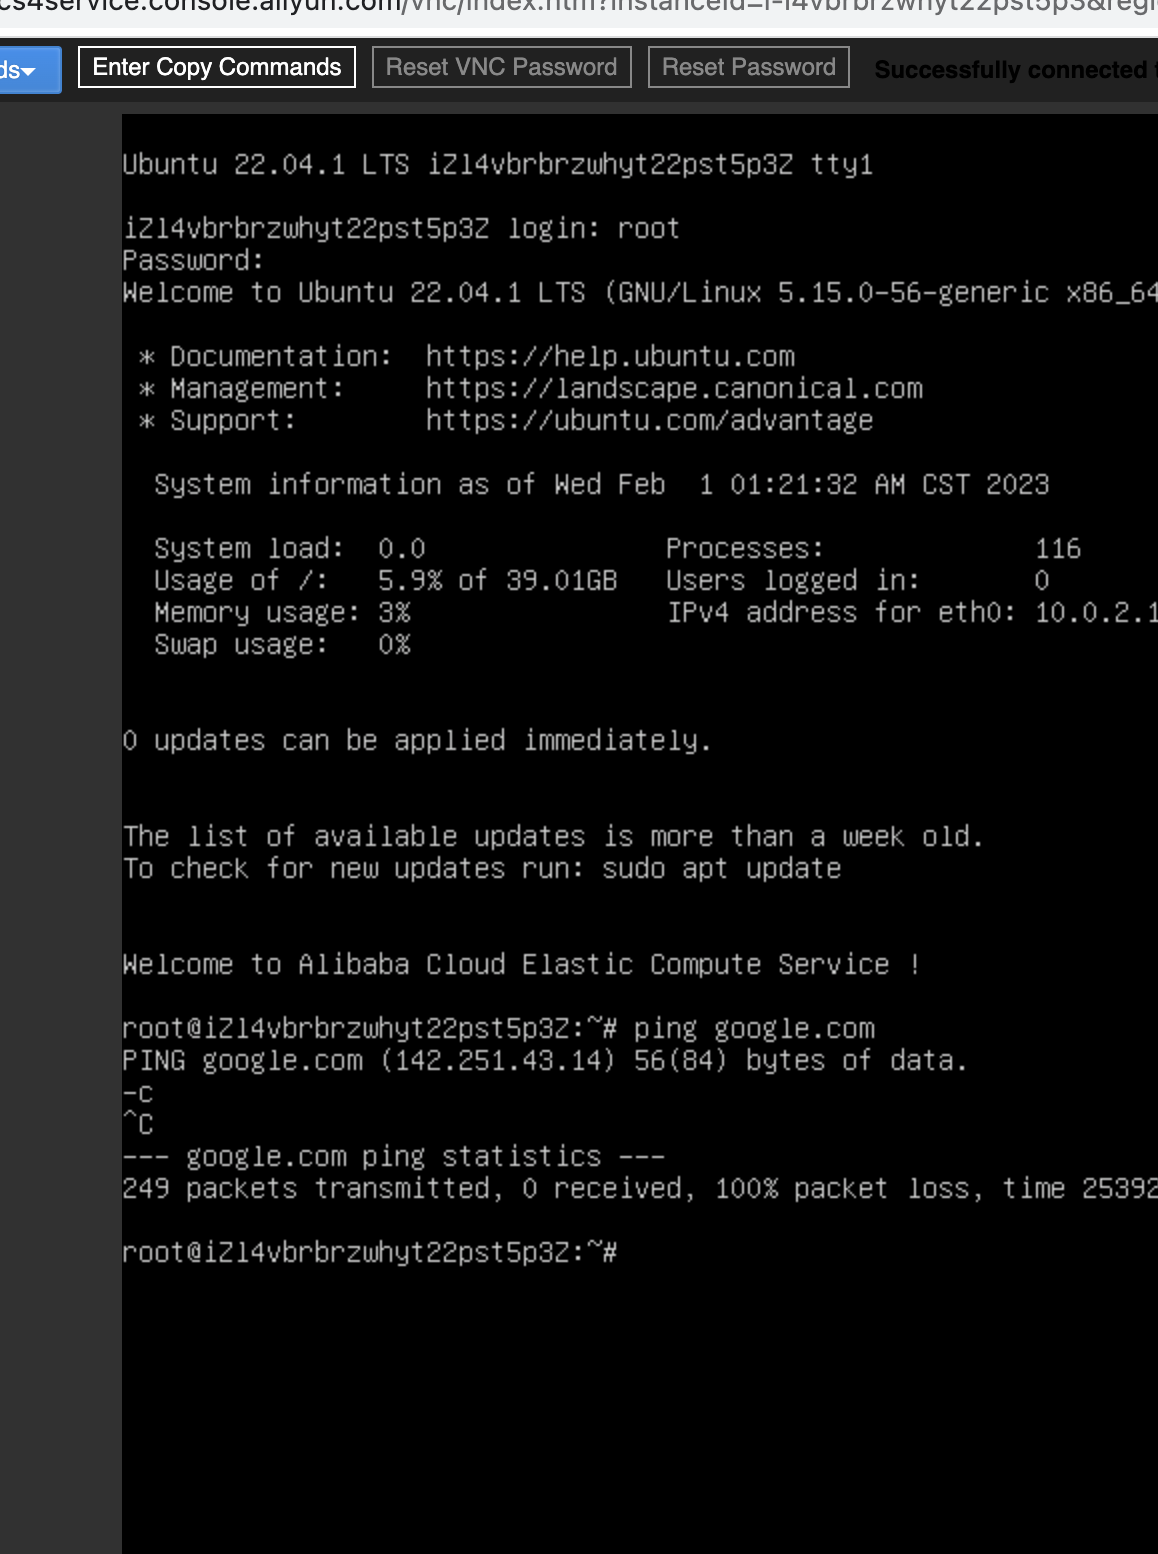 cs4service.console.aliyun.com/vnc/index.htm?instanceId=i-l4vbrbrzwhyt22pst5p3&regi
ds
Enter Copy Commands
Reset VNC Password
Reset Password
Successfully connected
Ubuntu 22.04.1 LTS iZl4vbrbrzwhyt22pst5p3Z tty1
iZl4vbrbrzwhyt22pst5p3Z login: root
Password:
Welcome to Ubuntu 22.04.1 LTS (GNU/Linux 5.15.0-56-generic x86_64
* Documentation: https://help.ubuntu.com
* Management: https://landscape.canonical.com
* Support: https://ubuntu.com/advantage
System information as of Wed Feb 1 01:21:32 AM CST 2023
System load: 0.0 Processes: 116
Usage of /: 5.9% of 39.01GB Users logged in: 0
Memory usage: 3% IPv4 address for eth0: 10.0.2.1
Swap usage: 0%
0 updates can be applied immediately.
The list of available updates is more than a week old.
To check for new updates run: sudo apt update
Welcome to Alibaba Cloud Elastic Compute Service !
root@iZl4vbrbrzwhyt22pst5p3Z:~# ping google.com
PING google.com (142.251.43.14) 56(84) bytes of data.
-c
^C
--- google.com ping statistics ---
249 packets transmitted, 0 received, 100% packet loss, time 25392
root@iZl4vbrbrzwhyt22pst5p3Z:~#